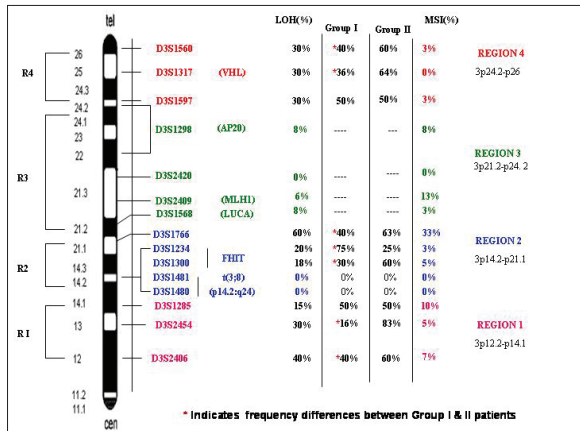 tel LOH(%) Group I Group II MSI(%)
26 D3S1560 30% *40% 60% 3% REGION 4
R4 25 D3S1317 (VHL) 30% *36% 64% 0% 3p24.2-p26
24.3
24.2 D3S1597 30% 50% 50% 3%
24.1
23 D3S1298 (AP20) 8% ---- ---- 8%
22 REGION 3
3p21.2-p24. 2
R3 D3S2420 0% ---- ---- 0%
21.3 D3S2409 (MLH1) 6% ---- ---- 13%
D3S1568 (LUCA) 8% ---- ---- 3%
21.2 D3S1766 60% *40% 63% 33%
21.1 D3S1234 20% *75% 25% 3% REGION 2
R2 14.3 D3S1300 FHIT 18% *30% 60% 5% 3p14.2-p21.1
14.2 D3S1481 t(3;8) 0% 0% 0% 0%
D3S1480 (p14.2:q24) 0% 0% 0% 0%
14.1 D3S1285 15% 50% 50% 10%
R I 13 D3S2454 30% *16% 83% 5% REGION 1
3p12.2-p14.1
12 D3S2406 40% *40% 60% 7%
11.2
11.1
cen
* Indicates frequency differences between Group I & II patients